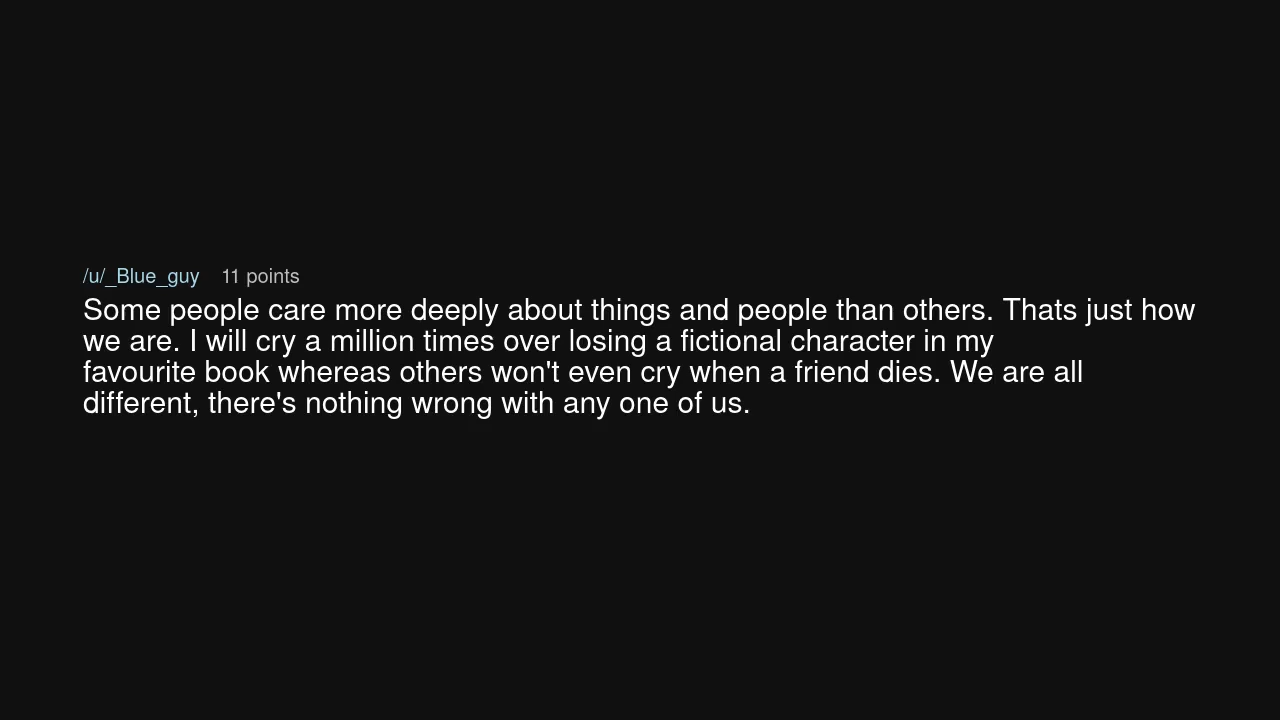 /u/_Blue_guy 11 points
Some people care more deeply about things and people than others. Thats just how
we are. I will cry a million times over losing a fictional character in my
favourite book whereas others won't even cry when a friend dies. We are all
different, there's nothing wrong with any one of us.